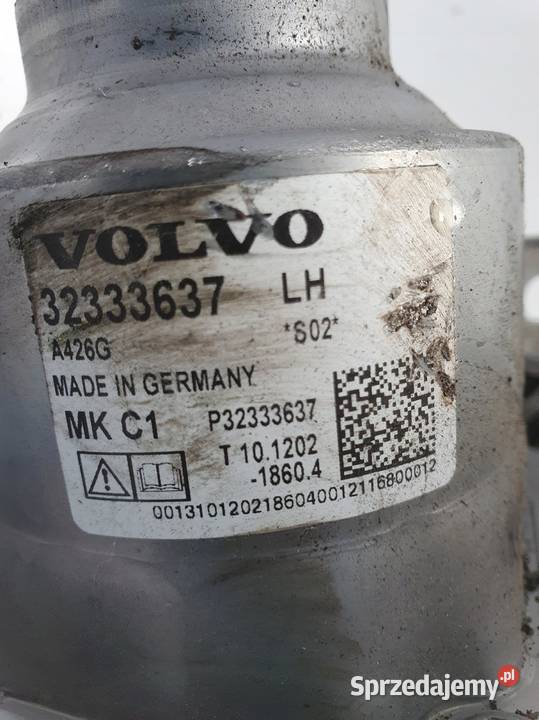 VOLVO
32333637 LH
A426G *S02*
MADE IN GERMANY
MK C1 P32333637
T 10.1202
-1860.4
0013101202186040012116800012
Sprzedajemy.pl